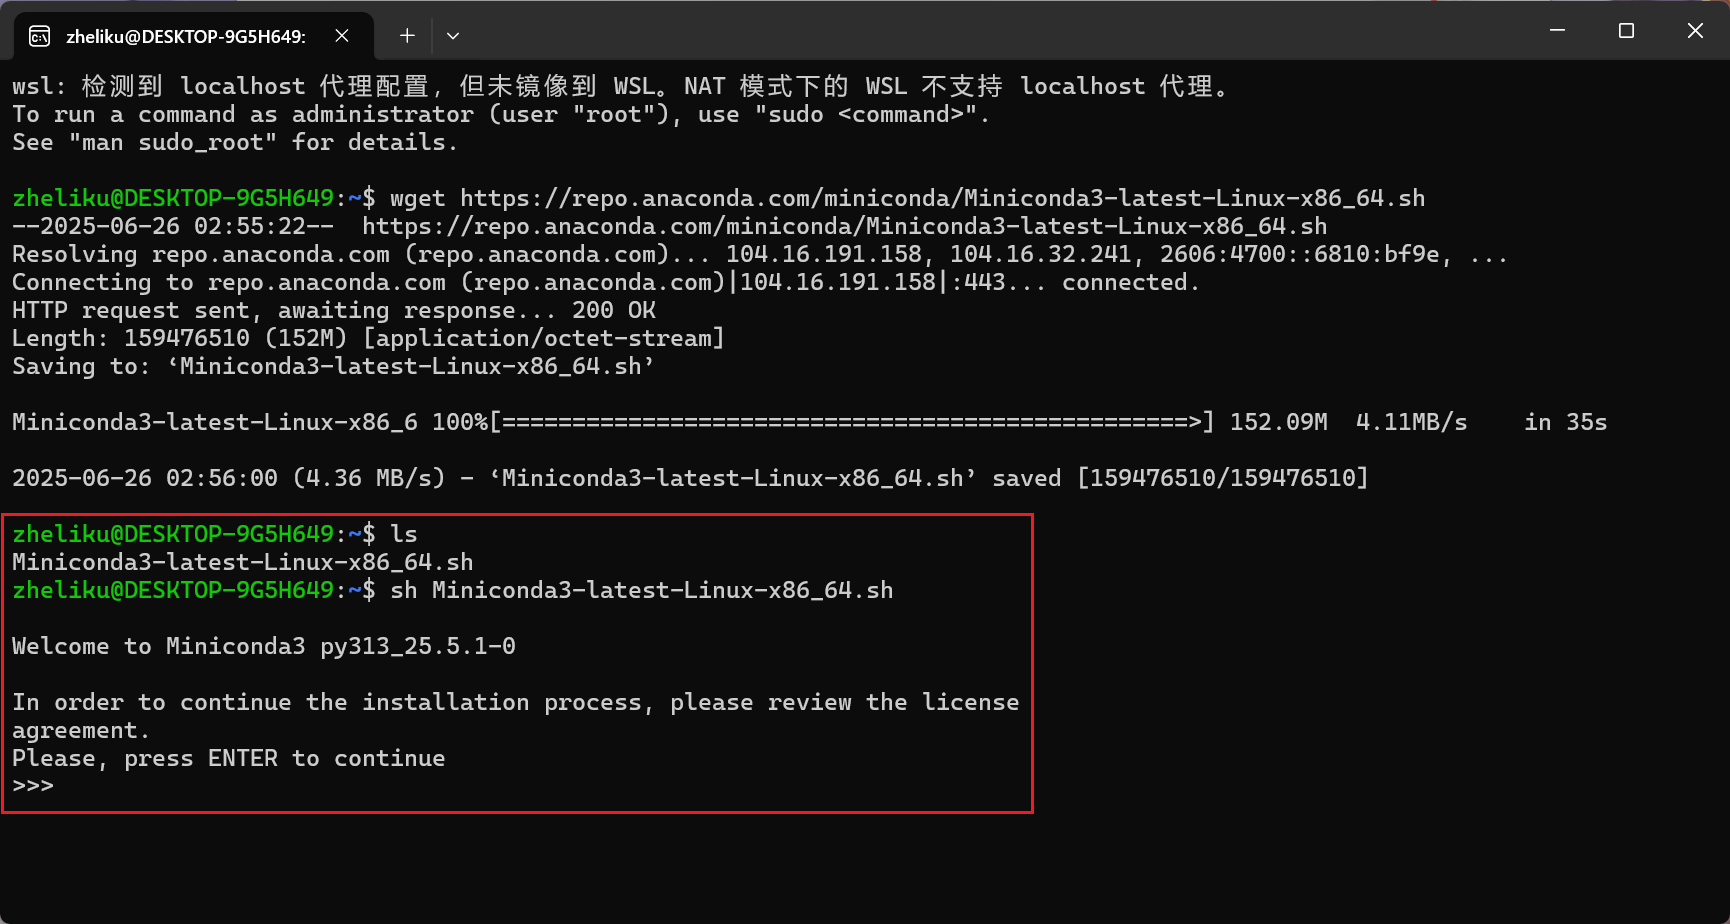 zheliku@DESKTOP-9G5H649:
wsl: 检测到 localhost 代理配置，但未镜像到 WSL。NAT 模式下的 WSL 不支持 localhost 代理。
To run a command as administrator (user "root"), use "sudo <command>".
See "man sudo_root" for details.
zheliku@DESKTOP-9G5H649:~$ wget https://repo.anaconda.com/miniconda/Miniconda3-latest-Linux-x86_64.sh
--2025-06-26 02:55:22--  https://repo.anaconda.com/miniconda/Miniconda3-latest-Linux-x86_64.sh
Resolving repo.anaconda.com (repo.anaconda.com)... 104.16.191.158, 104.16.32.241, 2606:4700::6810:bf9e, ...
Connecting to repo.anaconda.com (repo.anaconda.com)|104.16.191.158|:443... connected.
HTTP request sent, awaiting response... 200 OK
Length: 159476510 (152M) [application/octet-stream]
Saving to: ‘Miniconda3-latest-Linux-x86_64.sh’
Miniconda3-latest-Linux-x86_6 100%[=================================================>] 152.09M  4.11MB/s    in 35s
2025-06-26 02:56:00 (4.36 MB/s) - ‘Miniconda3-latest-Linux-x86_64.sh’ saved [159476510/159476510]
zheliku@DESKTOP-9G5H649:~$ ls
Miniconda3-latest-Linux-x86_64.sh
zheliku@DESKTOP-9G5H649:~$ sh Miniconda3-latest-Linux-x86_64.sh
Welcome to Miniconda3 py313_25.5.1-0
In order to continue the installation process, please review the license
agreement.
Please, press ENTER to continue
>>>